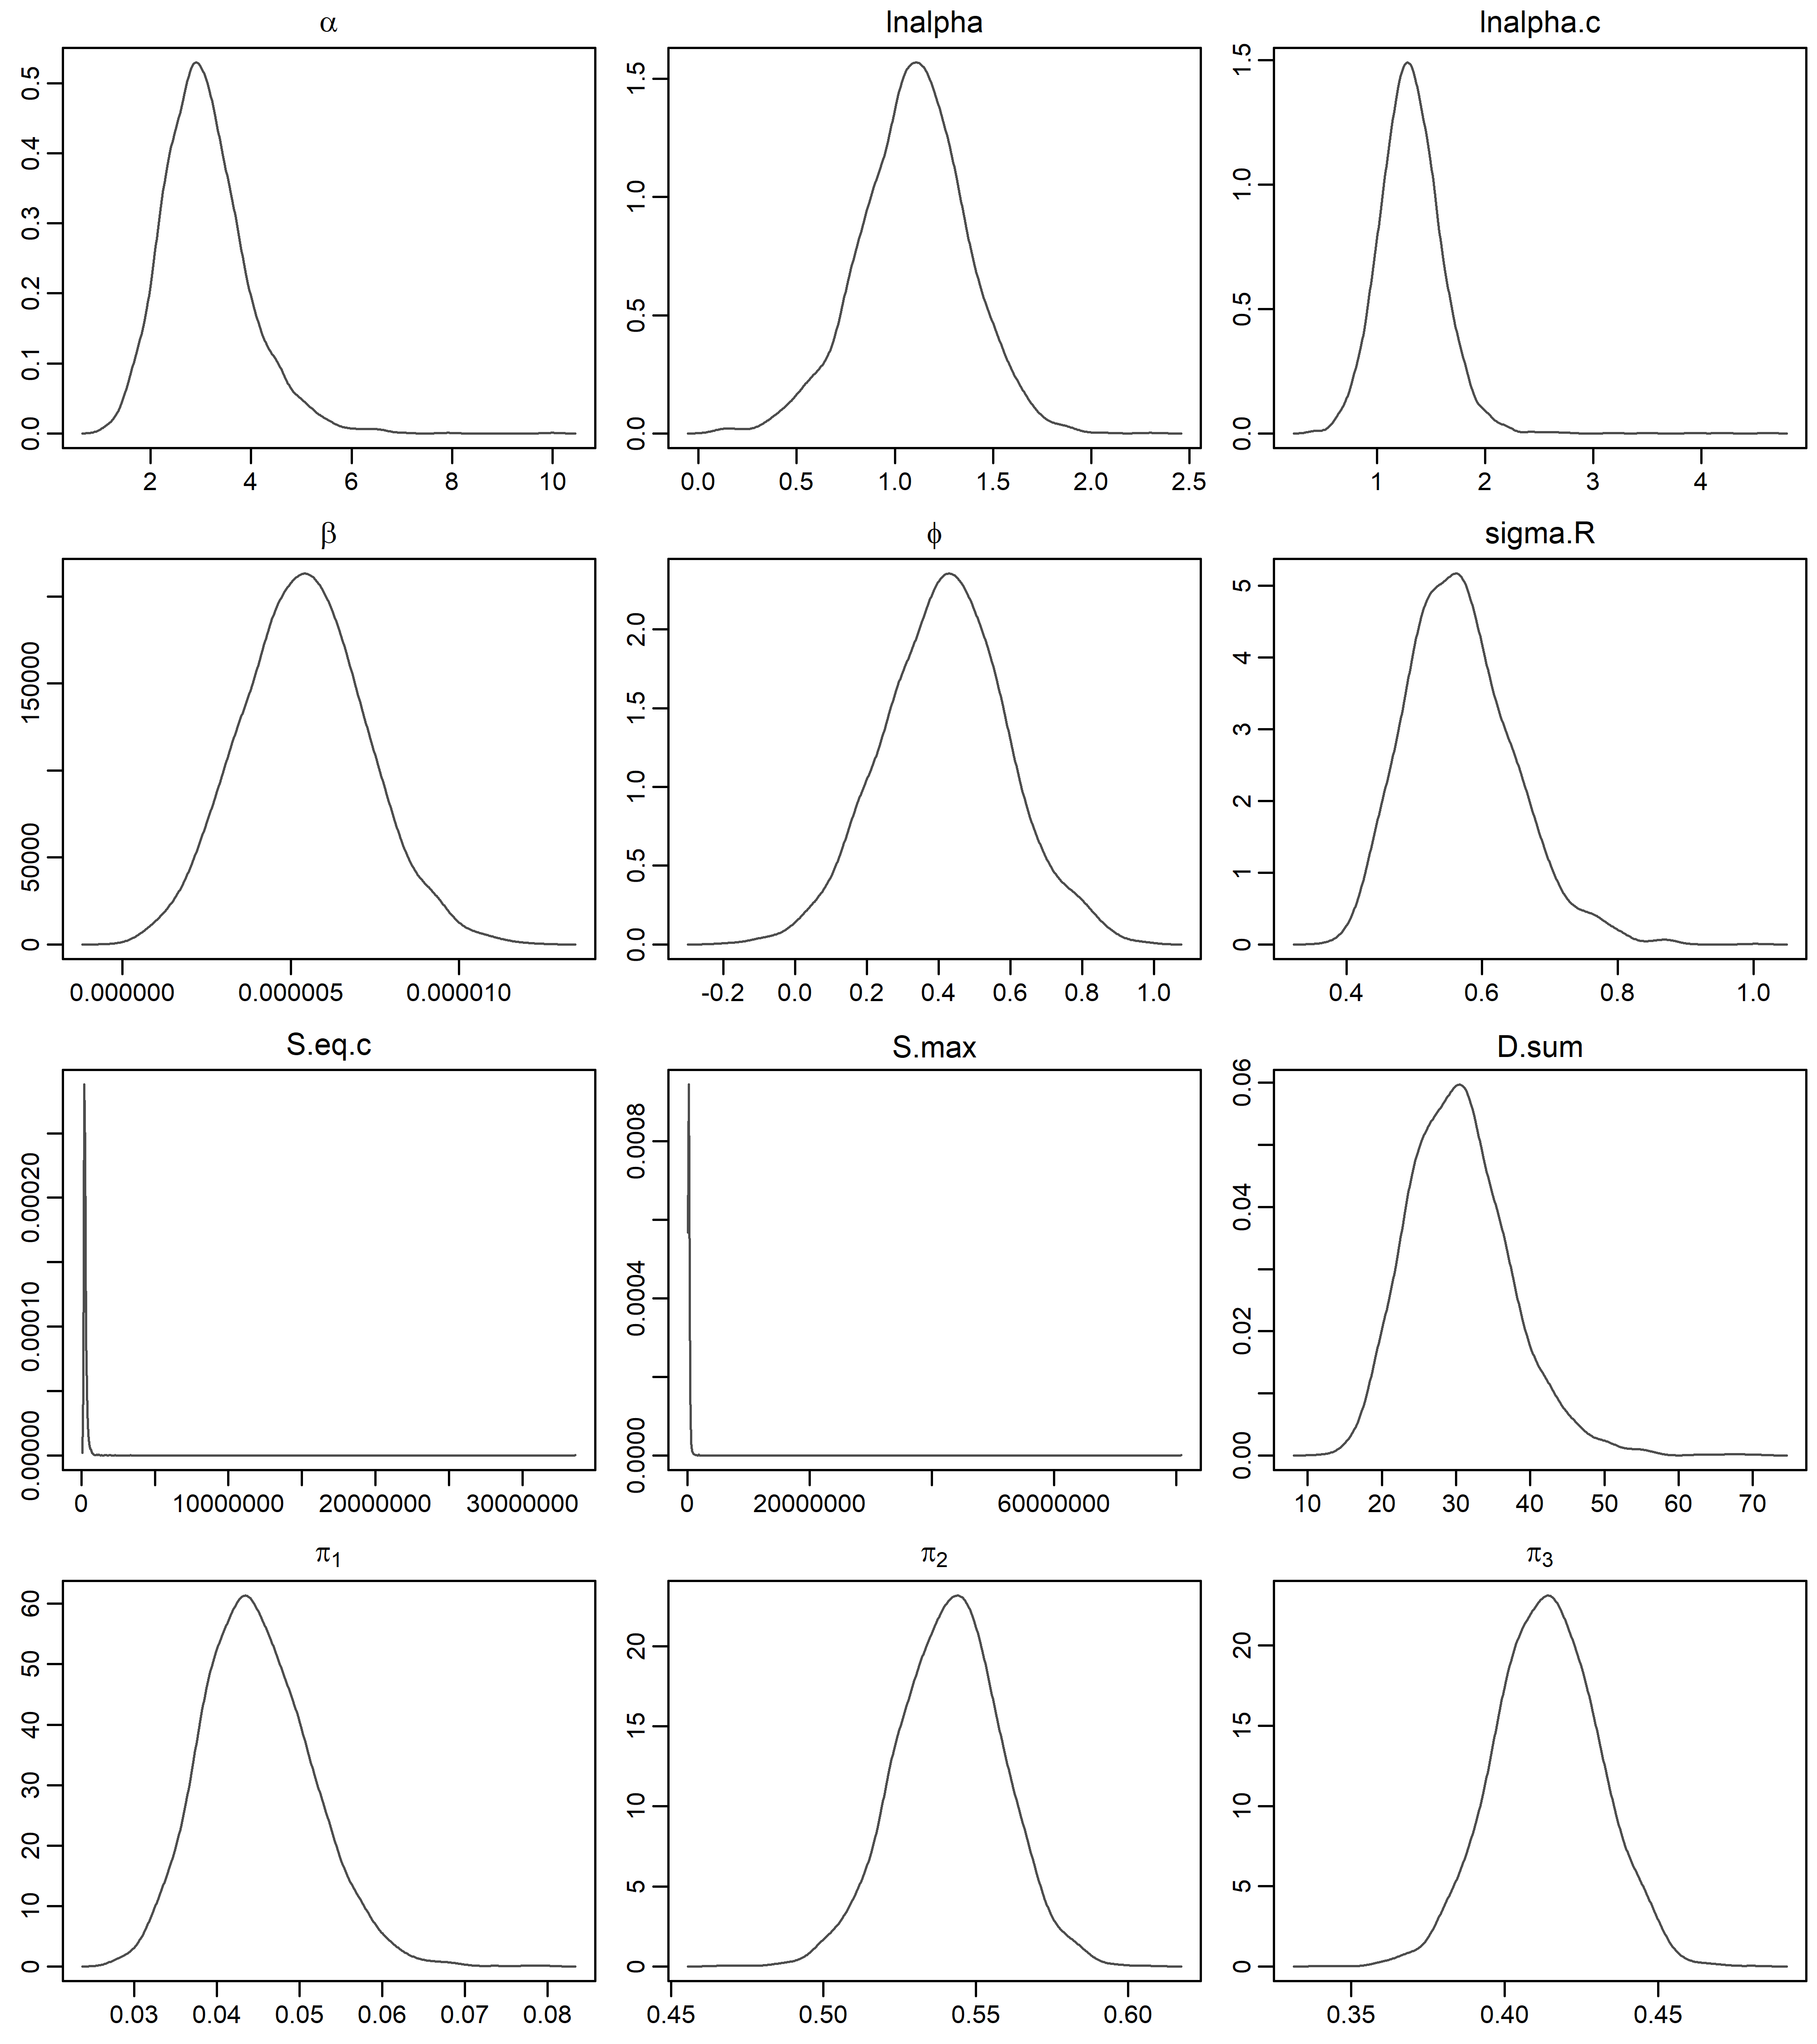 α
0.0 0.1 0.2 0.3 0.4 0.5
2 4 6 8 10
lnalpha
0.0 0.5 1.0 1.5
0.0 0.5 1.0 1.5 2.0 2.5
lnalpha.c
0.0 0.5 1.0 1.5
1 2 3 4
β
0 50000 150000
0.000000 0.000005 0.000010
ϕ
0.0 0.5 1.0 1.5 2.0
-0.2 0.0 0.2 0.4 0.6 0.8 1.0
sigma.R
0 1 2 3 4 5
0.4 0.6 0.8 1.0
S.eq.c
0.00000 0.00010 0.00020
0 10000000 20000000 30000000
S.max
0.0000 0.0004 0.0008
0 20000000 60000000
D.sum
0.00 0.02 0.04 0.06
10 20 30 40 50 60 70
π1
0 10 20 30 40 50 60
0.03 0.04 0.05 0.06 0.07 0.08
π2
0 5 10 15 20
0.45 0.50 0.55 0.60
π3
0 5 10 15 20
0.35 0.40 0.45